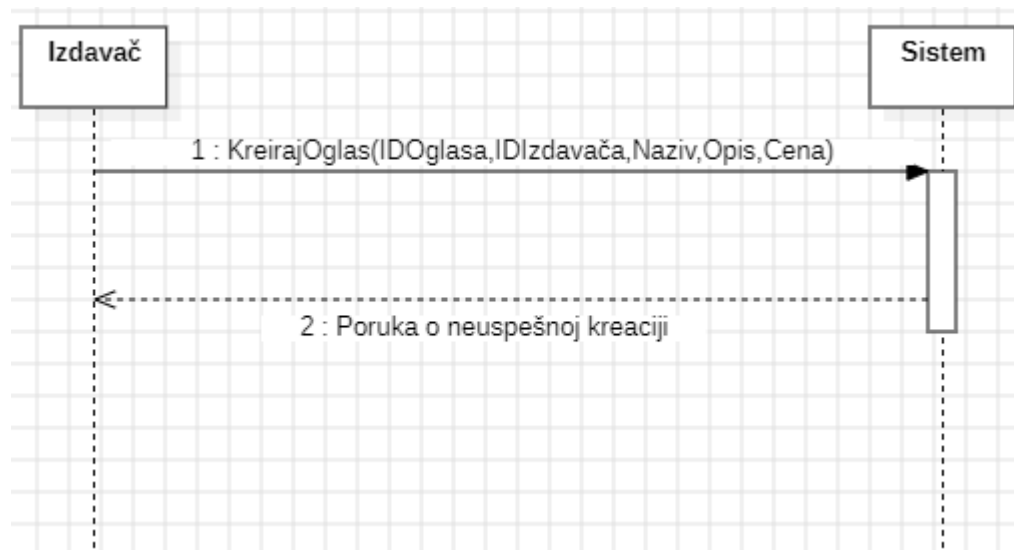 Izdavač
Sistem
1 : KreirajOglas(IDOglasa,IDIzdavača,Naziv,Opis,Cena)
2 : Poruka o neuspešnoj kreaciji